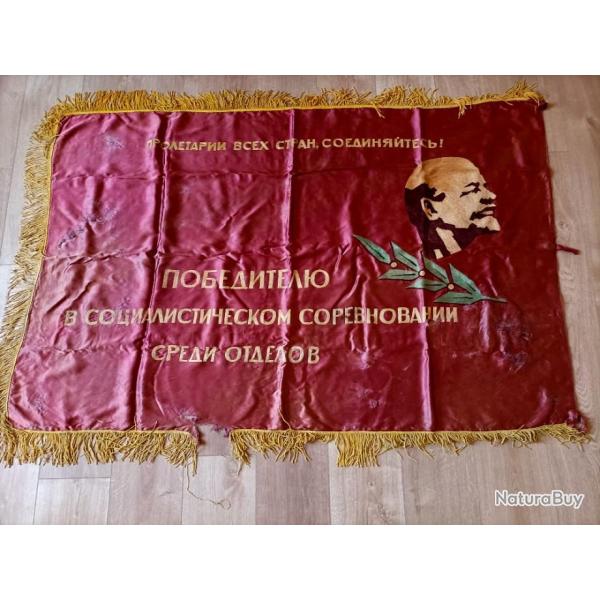 ПРОЛЕТАРИИ ВСЕХ СТРАН, СОЕДИНЯЙТЕСЬ!
ПОБЕДИТЕЛЮ
В СОЦИАЛИСТИЧЕСКОМ СОРЕВНОВАНИИ
СРЕДИ ОТДЕЛОВ
NaturaBuy